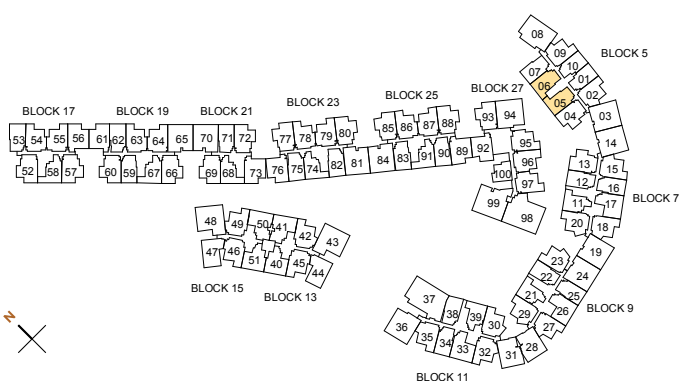 08
BLOCK 5
09
07 10
06 01
05 02
04 03
BLOCK 27
BLOCK 25
BLOCK 23
BLOCK 17 BLOCK 19 BLOCK 21
93 94
85 86 87 88
77 78 79 80
53 54 55 56 61 62 63 64 65 70 71 72
82 81 84 83 91 90 89 92 95
14
52 58 57 60 59 67 66 69 68 73 76 75 74
96
100 97
13 15
12 16
11 17 BLOCK 7
20 18
99 98
48 49 50 41 42 43
47 46 51 40 45 44
BLOCK 15 BLOCK 13
19
23
22 24
21 25
29 26 BLOCK 9
27
37 38 39 30
36 35 34 33 32 31 28
BLOCK 11
N